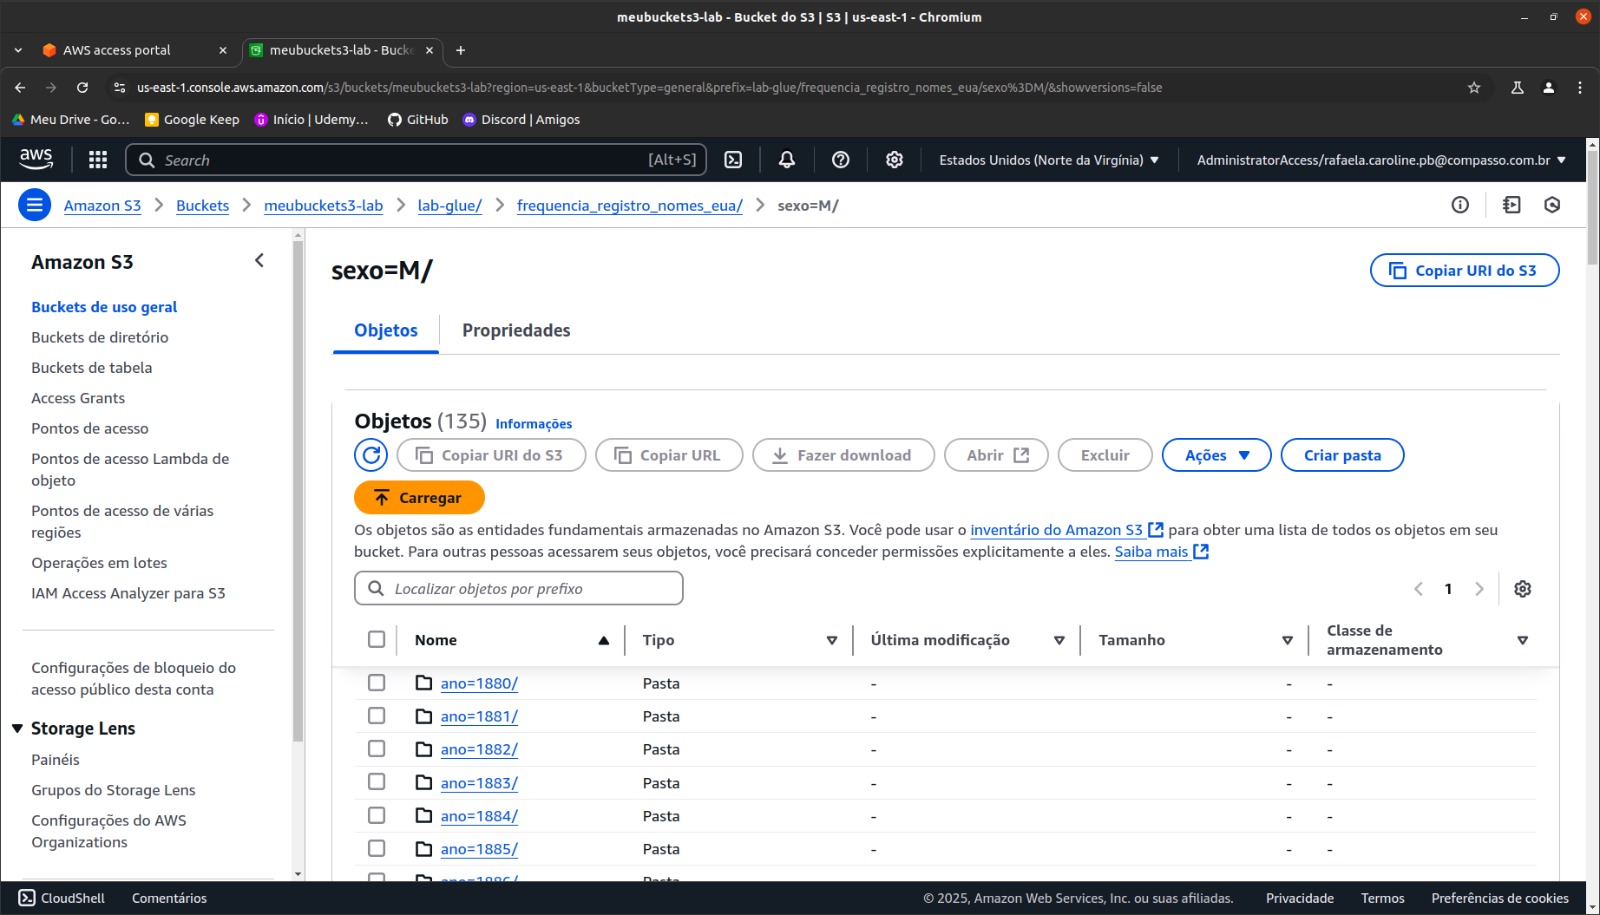 meubuckets3-lab - Bucket do S3 | S3 | us-east-1 - Chromium
AWS access portal
meubuckets3-lab - Bucke
us-east-1.console.aws.amazon.com/s3/buckets/meubuckets3-lab?region=us-east-1&bucketType=general&prefix=lab-glue/frequencia_registro_nomes_eua/sexo%3DM/&showversions=false
Meu Drive - Go...
Google Keep
Início | Udemy...
GitHub
Discord | Amigos
aws
Search
[Alt+S]
Estados Unidos (Norte da Virgínia)
AdministratorAccess/rafaela.caroline.pb@compasso.com.br
Amazon S3
Buckets
meubuckets3-lab
lab-glue/
frequencia_registro_nomes_eua/
sexo=M/
Amazon S3
Buckets de uso geral
Buckets de diretório
Buckets de tabela
Access Grants
Pontos de acesso
Pontos de acesso Lambda de
objeto
Pontos de acesso de várias
regiões
Operações em lotes
IAM Access Analyzer para S3
Configurações de bloqueio do
acesso público desta conta
Storage Lens
Painéis
Grupos do Storage Lens
Configurações do AWS
Organizations
sexo=M/
Copiar URI do S3
Objetos
Propriedades
Objetos (135) Informações
Copiar URI do S3
Copiar URL
Fazer download
Abrir
Excluir
Ações
Criar pasta
Carregar
Os objetos são as entidades fundamentais armazenadas no Amazon S3. Você pode usar o inventário do Amazon S3 para obter uma lista de todos os objetos em seu
bucket. Para outras pessoas acessarem seus objetos, você precisará conceder permissões explicitamente a eles. Saiba mais
Localizar objetos por prefixo
1
Nome
Tipo
Última modificação
Tamanho
Classe de
armazenamento
ano=1880/ Pasta - - -
ano=1881/ Pasta - - -
ano=1882/ Pasta - - -
ano=1883/ Pasta - - -
ano=1884/ Pasta - - -
ano=1885/ Pasta - - -
ano=1886/ Pasta
CloudShell
Comentários
© 2025, Amazon Web Services, Inc. ou suas afiliadas.
Privacidade
Termos
Preferências de cookies